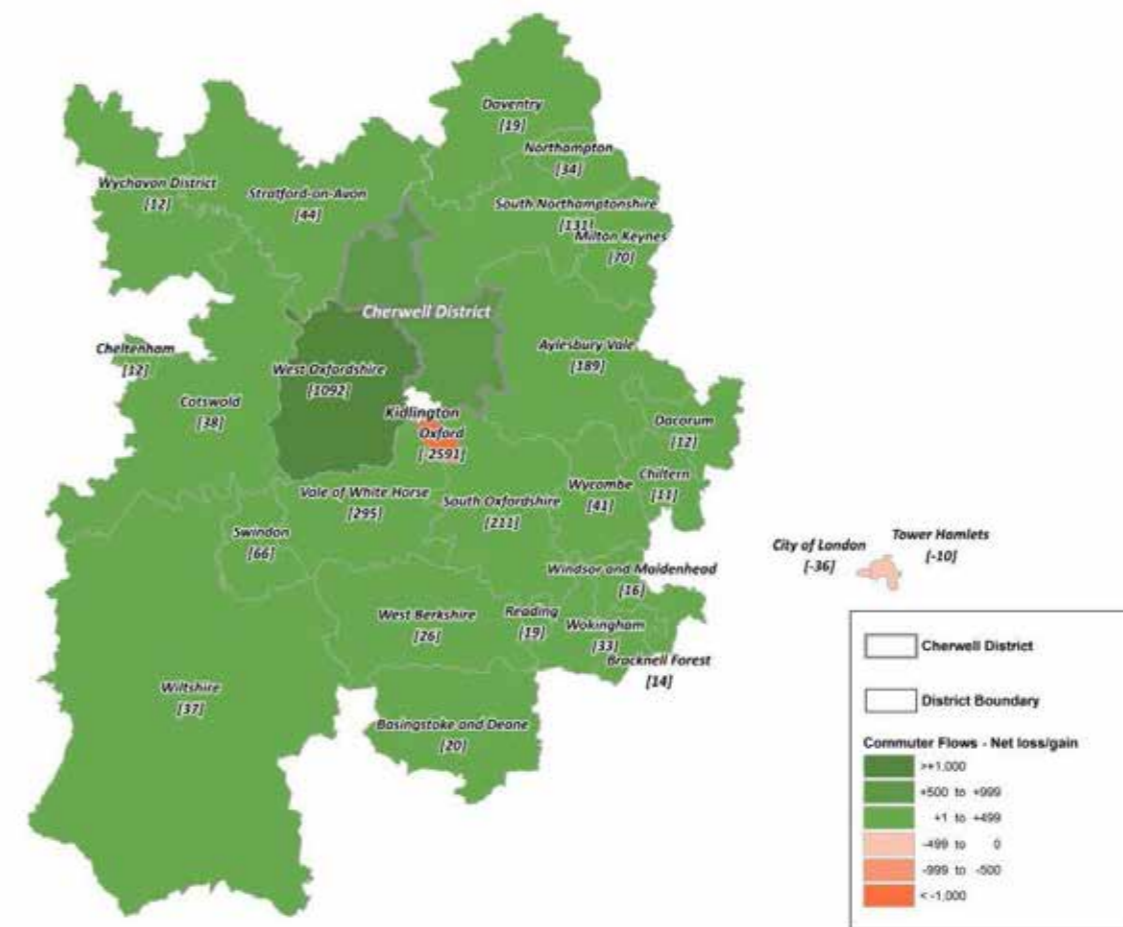 Daventry
[19]
Northampton
[34]
Wychavon District
[12]
Stratford-on-Avon
[44]
South Northamptonshire
[131]
Milton Keynes
[70]
Cherwell District
Cheltenham
[12]
West Oxfordshire
[1092]
Aylesbury Vale
[189]
Cotswold
[38]
Kidlington
Oxford
[-2591]
Dacorum
[12]
Chiltern
[11]
Wycombe
[41]
Vale of White Horse
[295]
South Oxfordshire
[211]
Swindon
[66]
City of London
[-36]
Tower Hamlets
[-10]
Windsor and Maidenhead
[16]
West Berkshire
[26]
Reading
[19]
Wokingham
[33]
Bracknell Forest
[14]
Wiltshire
[37]
Basingstoke and Deane
[20]
Cherwell District
District Boundary
Commuter Flows - Net loss/gain
>+1,000
+500 to +999
+1 to +499
-499 to 0
-999 to -500
< -1,000